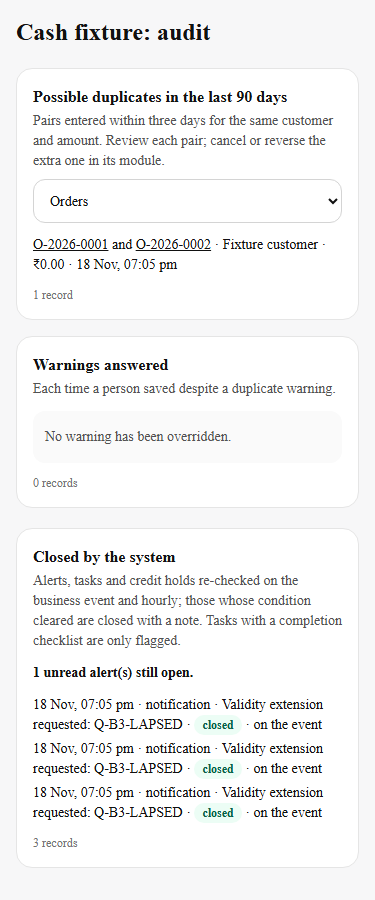 Cash fixture: audit
Possible duplicates in the last 90 days
Pairs entered within three days for the same customer
and amount. Review each pair; cancel or reverse the
extra one in its module.
Orders
O-2026-0001 and O-2026-0002 · Fixture customer ·
₹0.00 · 18 Nov, 07:05 pm
1 record
Warnings answered
Each time a person saved despite a duplicate warning.
No warning has been overridden.
0 records
Closed by the system
Alerts, tasks and credit holds re-checked on the
business event and hourly; those whose condition
cleared are closed with a note. Tasks with a completion
checklist are only flagged.
1 unread alert(s) still open.
18 Nov, 07:05 pm · notification · Validity extension
requested: Q-B3-LAPSED · closed · on the event
18 Nov, 07:05 pm · notification · Validity extension
requested: Q-B3-LAPSED · closed · on the event
18 Nov, 07:05 pm · notification · Validity extension
requested: Q-B3-LAPSED · closed · on the event
3 records